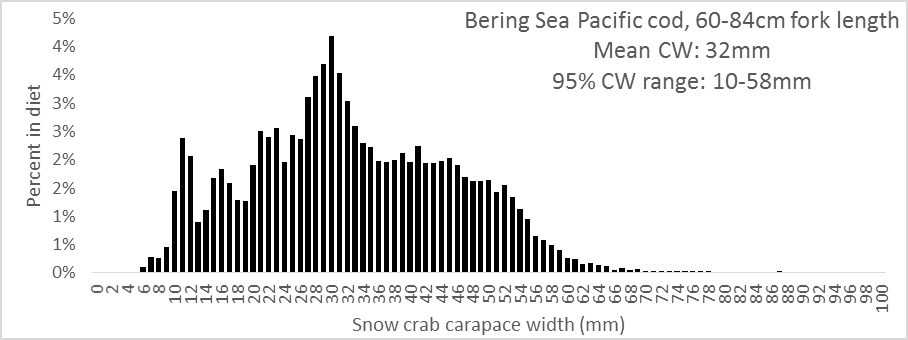 Bering Sea Pacific cod, 60-84cm fork length
Mean CW: 32mm
95% CW range: 10-58mm
Percent in diet
5%
4%
4%
3%
3%
2%
2%
1%
1%
0%
0 2 4 6 8 10 12 14 16 18 20 22 24 26 28 30 32 34 36 38 40 42 44 46 48 50 52 54 56 58 60 62 64 66 68 70 72 74 76 78 80 82 84 86 88 90 92 94 96 98 100
Snow crab carapace width (mm)